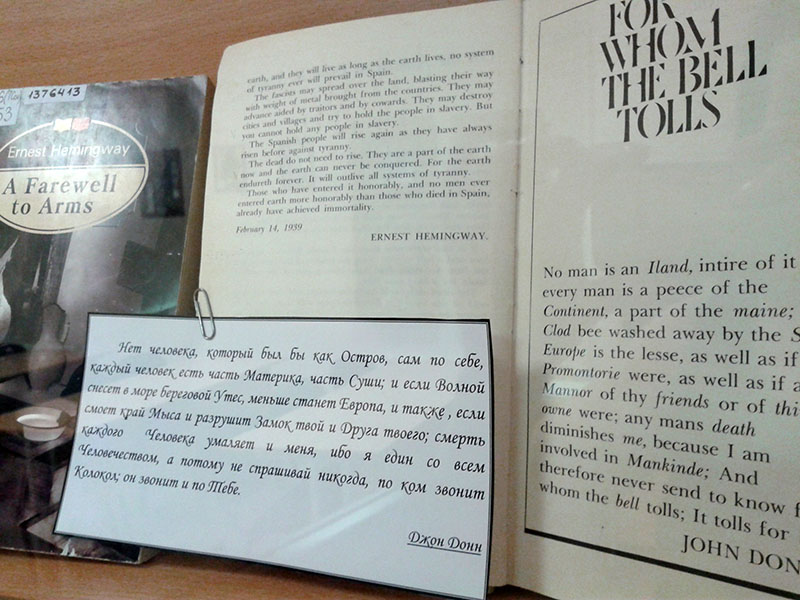 1376413
53
Ernest Hemingway
A Farewell
to Arms
earth, and they will live as long as the earth lives, no system
of tyranny ever will prevail in Spain.
The fascists may spread over the land, blasting their way
with weight of metal brought from the countries. They may
advance aided by traitors and by cowards. They may destroy
cities and villages and try to hold the people in slavery. But
you cannot hold any people in slavery.
The Spanish people will rise again as they have always
risen before against tyranny.
The dead do not need to rise. They are a part of the earth
now and the earth can never be conquered. For the earth
endureth forever. It will outlive all systems of tyranny.
Those who have entered it honorably, and no men ever
entered earth more honorably than those who died in Spain,
already have achieved immortality.
February 14, 1939
ERNEST HEMINGWAY.
Нет человека, который был бы как Остров, сам по себе,
каждый человек есть часть Материка, часть Суши; и если Волной
снесет в море береговой Утес, меньше станет Европа, и также , если
смоет край Мыса и разрушит Замок твой и Друга твоего; смерть
каждого Человека умаляет и меня, ибо я един со всем
Человечеством, а потому не спрашивай никогда, по ком звонит
Колокол; он звонит и по Тебе.
Джон Донн
FOR
WHOM
THE BELL
TOLLS
No man is an Iland, intire of it
every man is a peece of the
Continent, a part of the maine;
Clod bee washed away by the S
Europe is the lesse, as well as if
Promontorie were, as well as if a
Mannor of thy friends or of thi
owne were; any mans death
diminishes me, because I am
involved in Mankinde; And
therefore never send to know f
whom the bell tolls; It tolls for
JOHN DON